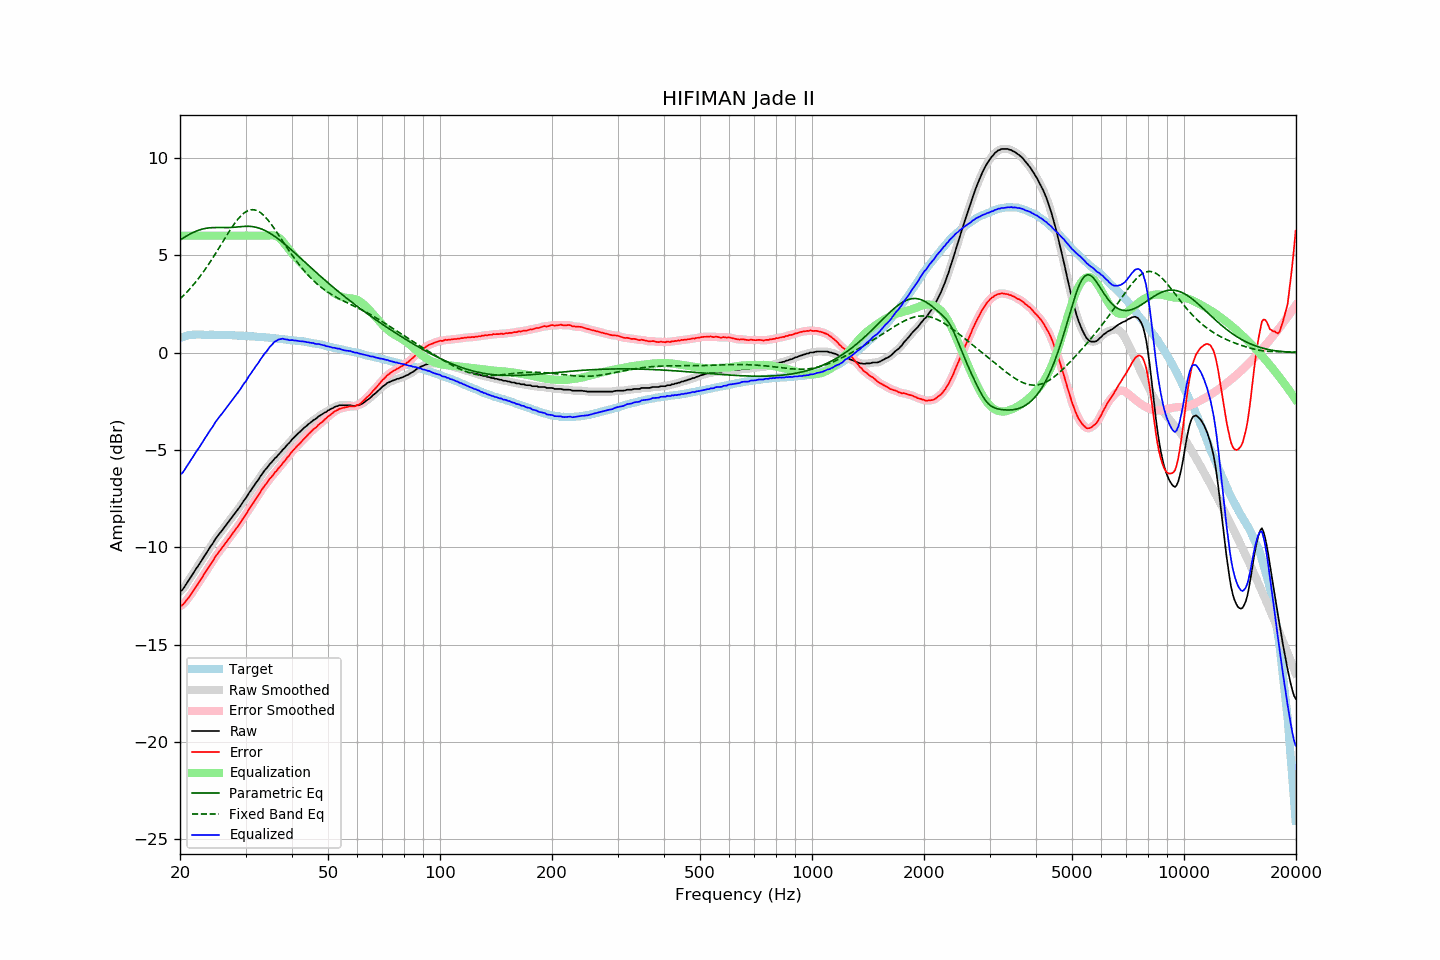 HIFIMAN Jade II
10
5
0
−5
−10
−15
−20
−25
Amplitude (dBr)
Target
Raw Smoothed
Error Smoothed
Raw
Error
Equalization
Parametric Eq
Fixed Band Eq
Equalized
20 50 100 200 500 1000 2000 5000 10000 20000
Frequency (Hz)